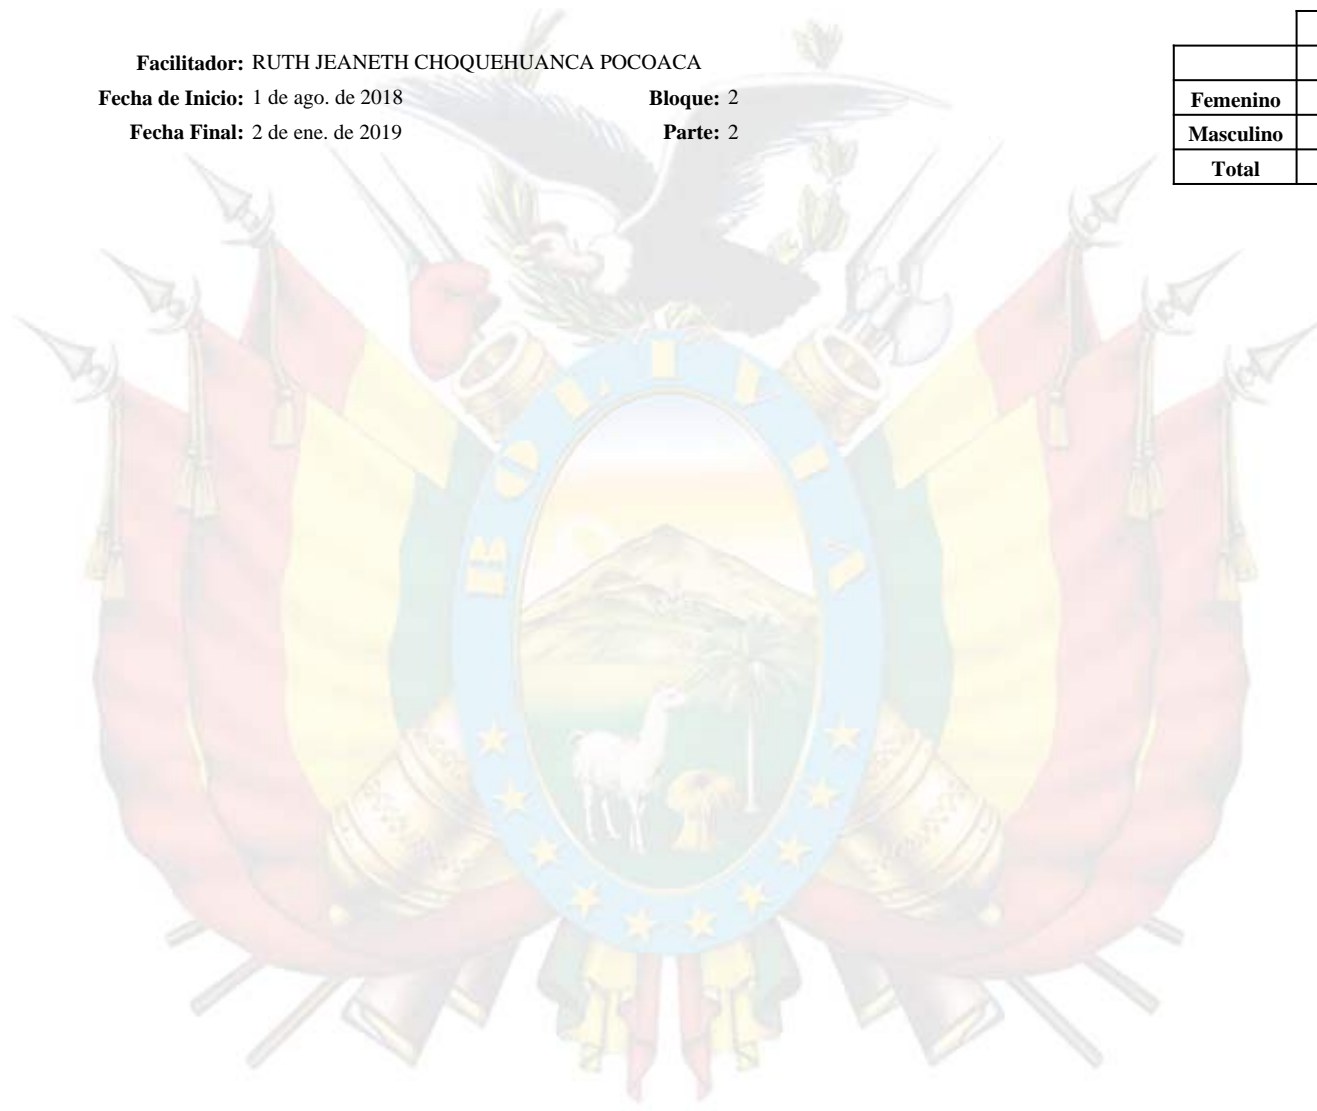 Facilitador: RUTH JEANETH CHOQUEHUANCA POCOACA
Fecha de Inicio: 1 de ago. de 2018 Bloque: 2
Fecha Final: 2 de ene. de 2019 Parte: 2
Femenino
Masculino
Total
BOLIVIA